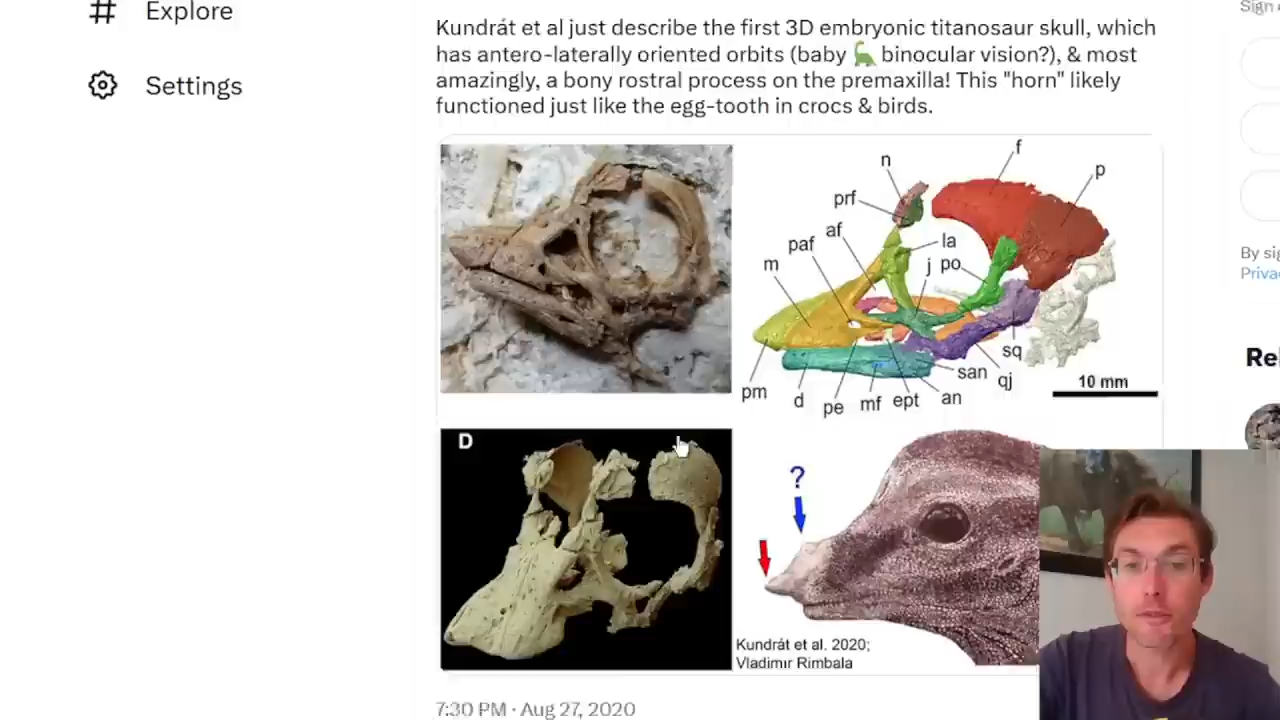 Explore
Sign
Settings
Kundrát et al just describe the first 3D embryonic titanosaur skull, which
has antero-laterally oriented orbits (baby 🦕 binocular vision?), & most
amazingly, a bony rostral process on the premaxilla! This "horn" likely
functioned just like the egg-tooth in crocs & birds.
f
n
p
prf
af
la
paf
j
po
m
sq
san
qj
10 mm
pm
d
pe
mf
ept
an
By
D
?
Kundrát et al. 2020;
Vladimír Rimbala
7:30 PM · Aug 27, 2020